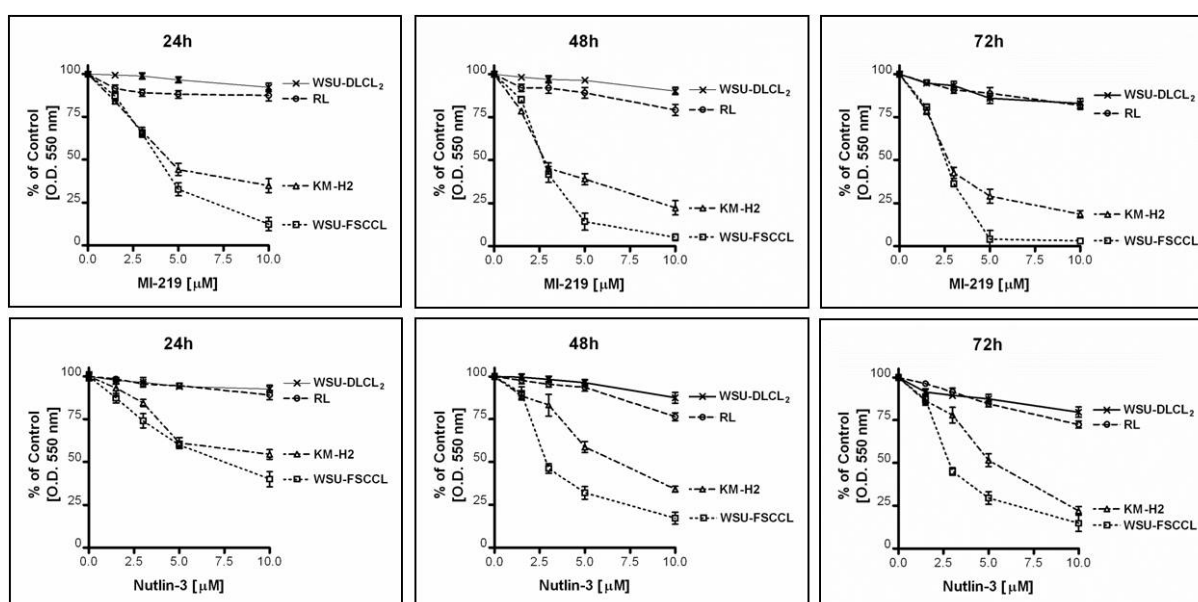 24h
% of Control
[O.D. 550 nm]
100
75
50
25
0
0.0 2.5 5.0 7.5 10.0
MI-219 [µM]
WSU-DLCL2
RL
KM-H2
WSU-FSCCL
48h
% of Control
[O.D. 550 nm]
100
75
50
25
0
0.0 2.5 5.0 7.5 10.0
MI-219 [µM]
WSU-DLCL2
RL
KM-H2
WSU-FSCCL
72h
% of Control
[O.D. 550 nm]
100
75
50
25
0
0.0 2.5 5.0 7.5 10.0
MI-219 [µM]
WSU-DLCL2
RL
KM-H2
WSU-FSCCL
24h
% of Control
[O.D. 550 nm]
100
75
50
25
0
0.0 2.5 5.0 7.5 10.0
Nutlin-3 [µM]
WSU-DLCL2
RL
KM-H2
WSU-FSCCL
48h
% of Control
[O.D. 550 nm]
100
75
50
25
0
0.0 2.5 5.0 7.5 10.0
Nutlin-3 [µM]
WSU-DLCL2
RL
KM-H2
WSU-FSCCL
72h
% of Control
[O.D. 550 nm]
100
75
50
25
0
0.0 2.5 5.0 7.5 10.0
Nutlin-3 [µM]
WSU-DLCL2
RL
KM-H2
WSU-FSCCL